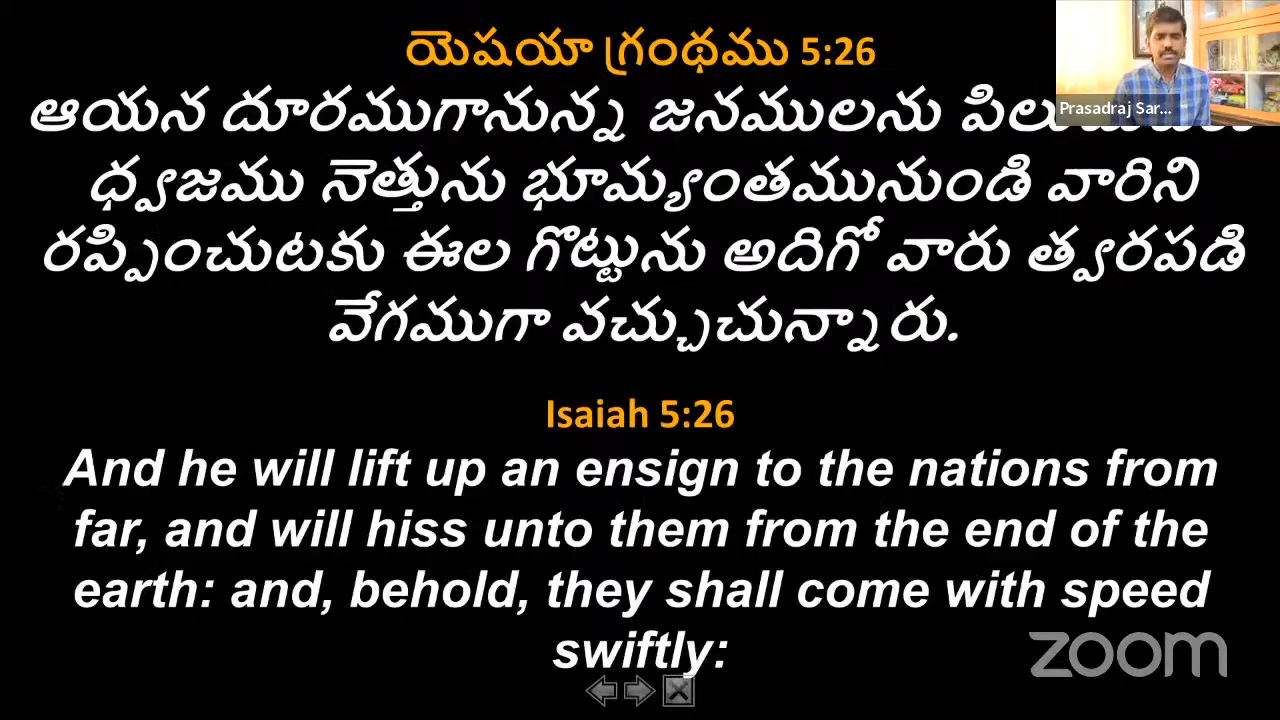 యెషయా గ్రంథము 5:26
ఆయన దూరముగానున్న జనములను
ధ్వజము నెత్తును భూమ్యంతమునుండి వారిని
రప్పించుటకు ఈల గొట్టును అదిగో వారు త్వరపడి
వేగముగా వచ్చుచున్నారు.
Isaiah 5:26
And he will lift up an ensign to the nations from
far, and will hiss unto them from the end of the
earth: and, behold, they shall come with speed
swiftly:
Prasadraj Sar...
zoom